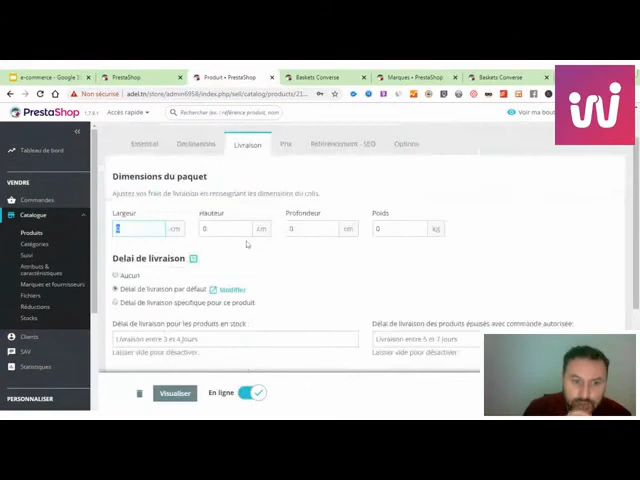 e-commerce - Google S
PrestaShop
Produit • PrestaShop
Baskets Converse
Marques • PrestaShop
Baskets Converse
Non sécurisé
adel.tn/store/admin6958/index.php/sell/catalog/products/21
PrestaShop
1.7.6.1
Accès rapide
Rechercher (ex. : référence produit, nom
Voir ma bout
Tableau de bord
VENDRE
Commandes
Catalogue
Produits
Catégories
Suivi
Attributs &
caractéristiques
Marques et fournisseurs
Fichiers
Réductions
Stocks
Clients
SAV
Statistiques
PERSONNALISER
Essentiel
Déclinaisons
Livraison
Prix
Référencement - SEO
Options
Dimensions du paquet
Ajustez vos frais de livraison en renseignant les dimensions du colis.
Largeur
Hauteur
Profondeur
Poids
0
cm
0
cm
0
cm
0
kg
Délai de livraison
Aucun
Délai de livraison par défaut
Modifier
Délai de livraison spécifique pour ce produit
Délai de livraison pour les produits en stock :
Délai de livraison des produits épuisés avec commande autorisée:
Livraison entre 3 et 4 jours
Livraison entre 5 et 7 jours
Laisser vide pour désactiver.
Laisser vide pour désactiver.
Visualiser
En ligne